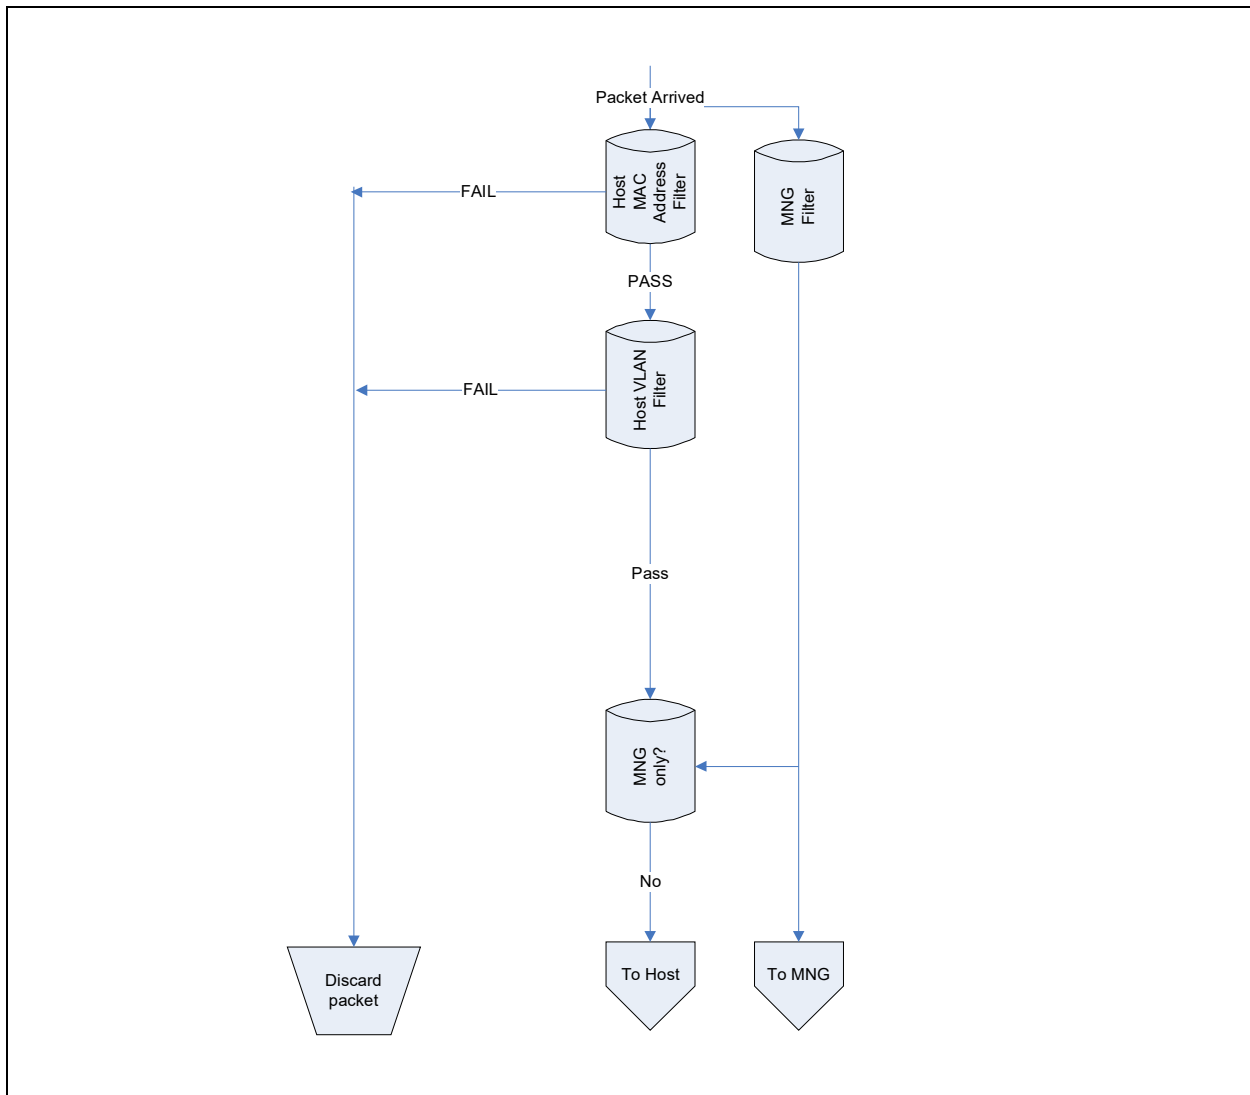 Packet Arrived
Host
MAC
Address
Filter
MNG
Filter
FAIL
PASS
Host VLAN
Filter
FAIL
Pass
MNG
only?
No
Discard
packet
To Host
To MNG